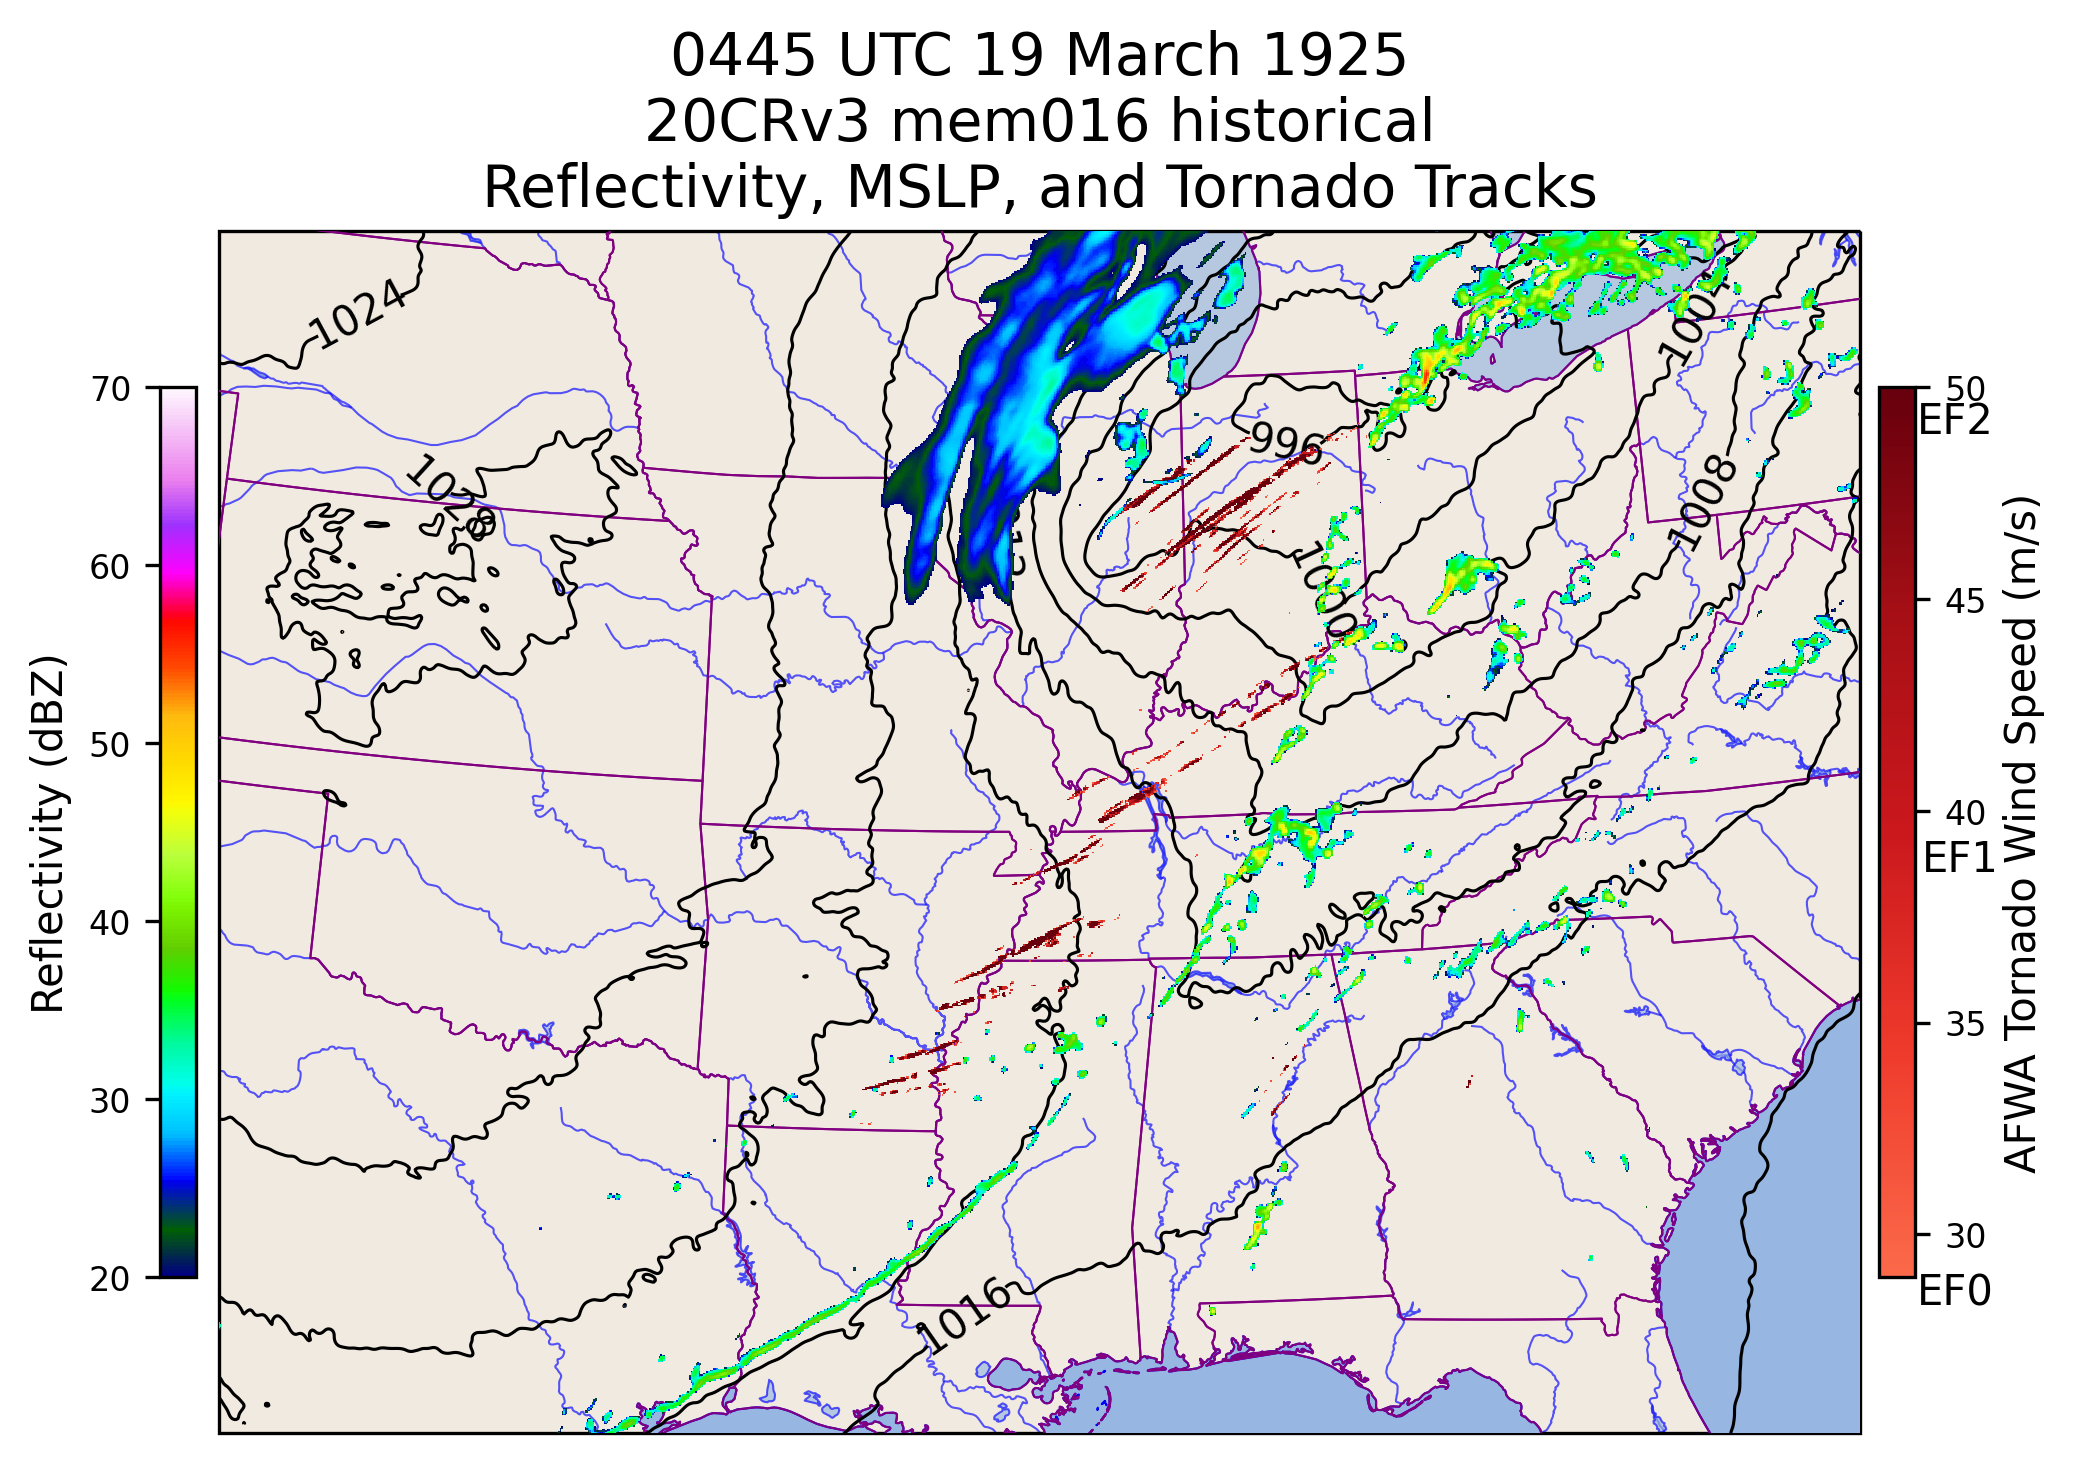 0445 UTC 19 March 1925
20CRv3 mem016 historical
Reflectivity, MSLP, and Tornado Tracks
1024
1004
70
50
EF2
996
1028
1008
60
12
1000
45
Reflectivity (dBZ)
AFWA Tornado Wind Speed (m/s)
50
40
EF1
40
35
30
30
20
EF0
1016